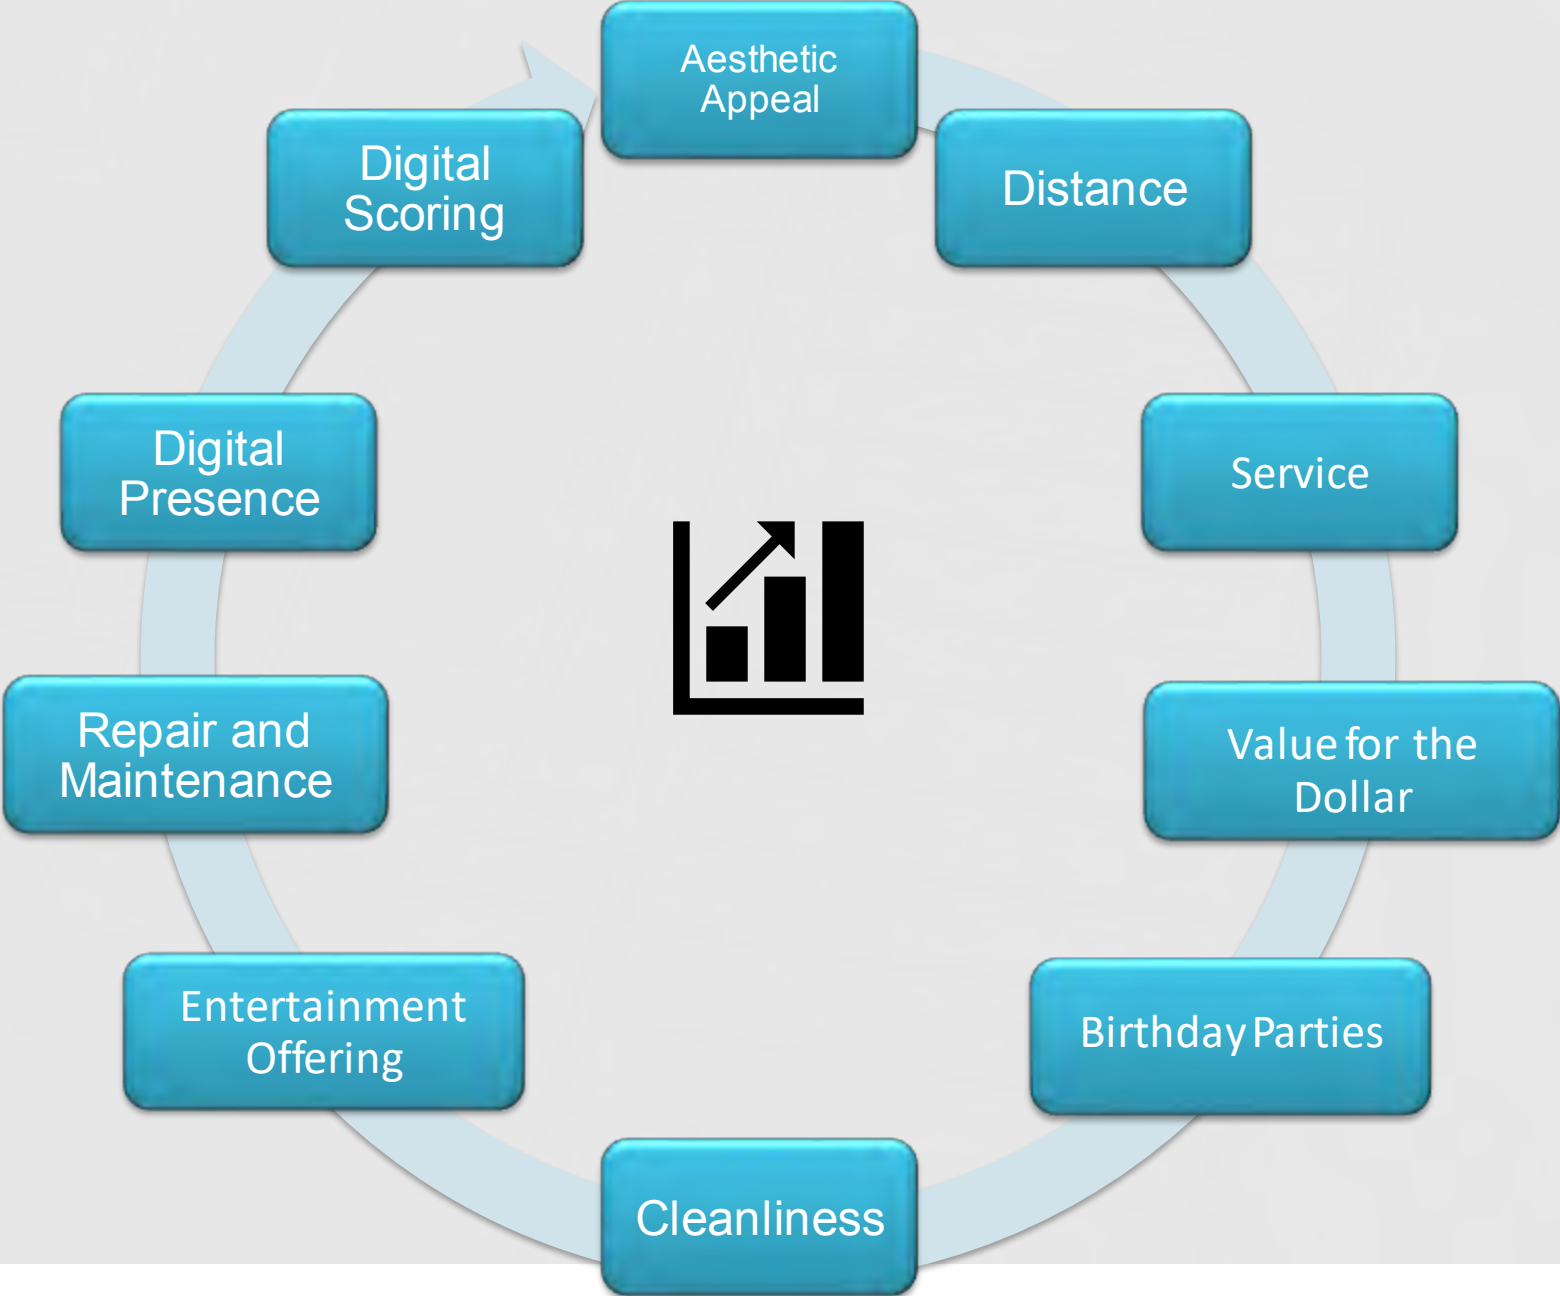 Aesthetic
Appeal
Distance
Service
Value for the
Dollar
Birthday Parties
Cleanliness
Entertainment
Offering
Repair and
Maintenance
Digital
Presence
Digital
Scoring